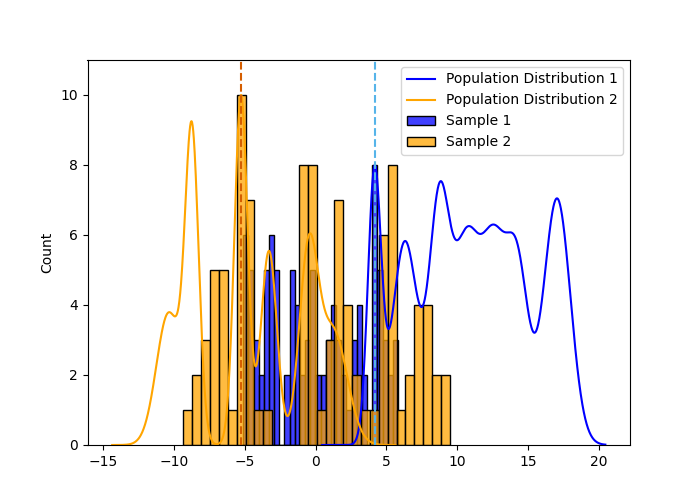 Population Distribution 1
Population Distribution 2
Sample 1
Sample 2
Count
10
8
6
4
2
0
−15 −10 −5 0 5 10 15 20